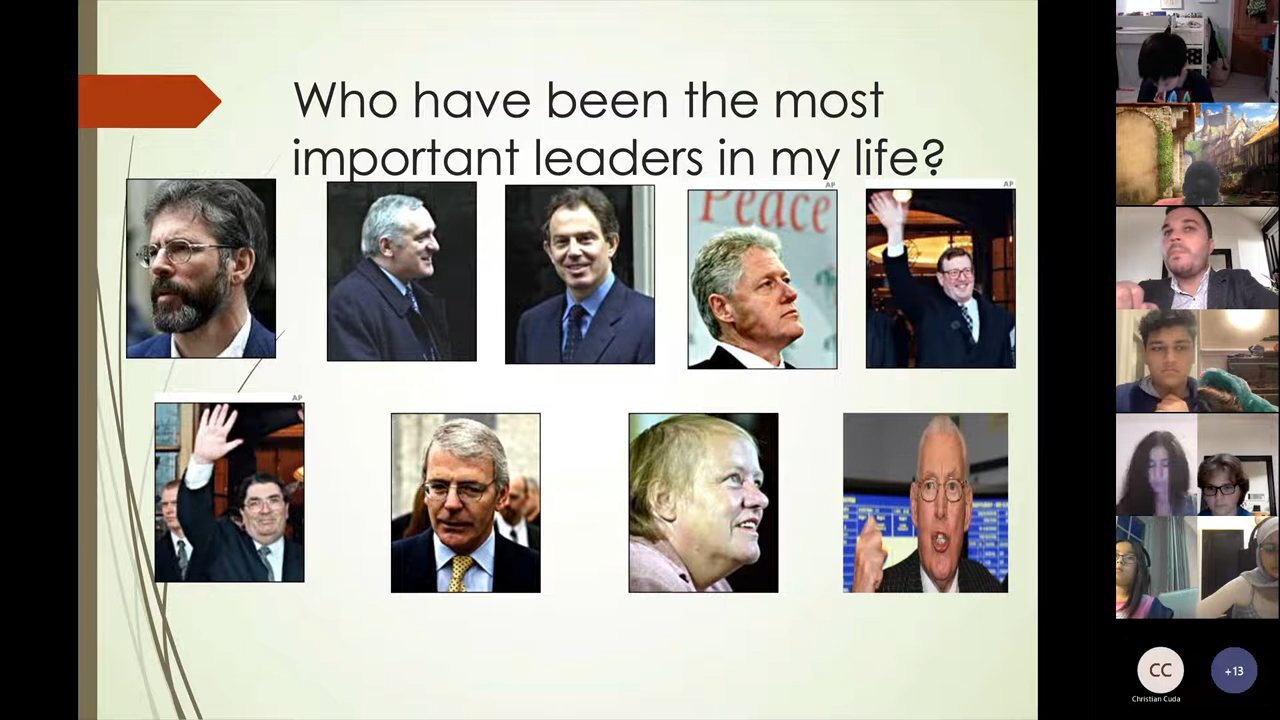 Who have been the most
important leaders in my life?
AP
AP
Peace
AP
CC
+13
Christian Cuda